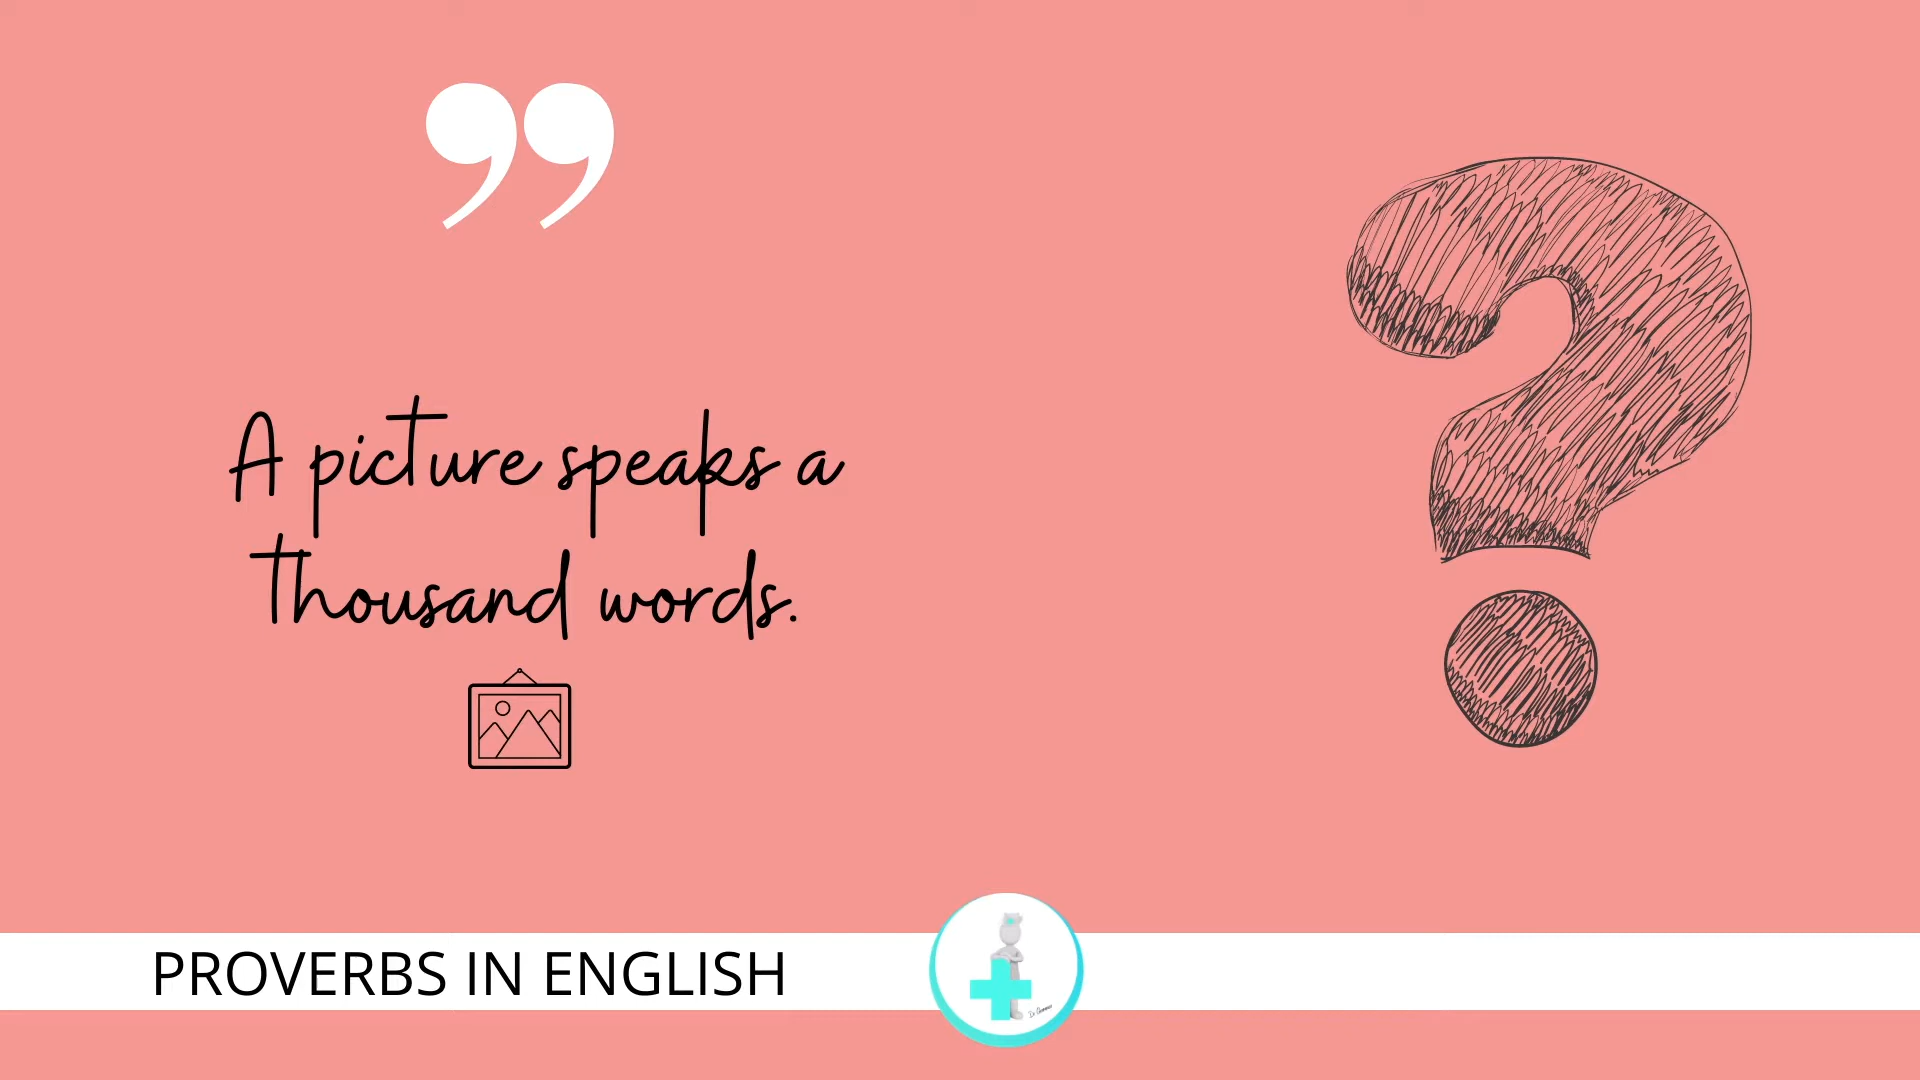 ”
A picture speaks a
thousand words.
?
PROVERBS IN ENGLISH